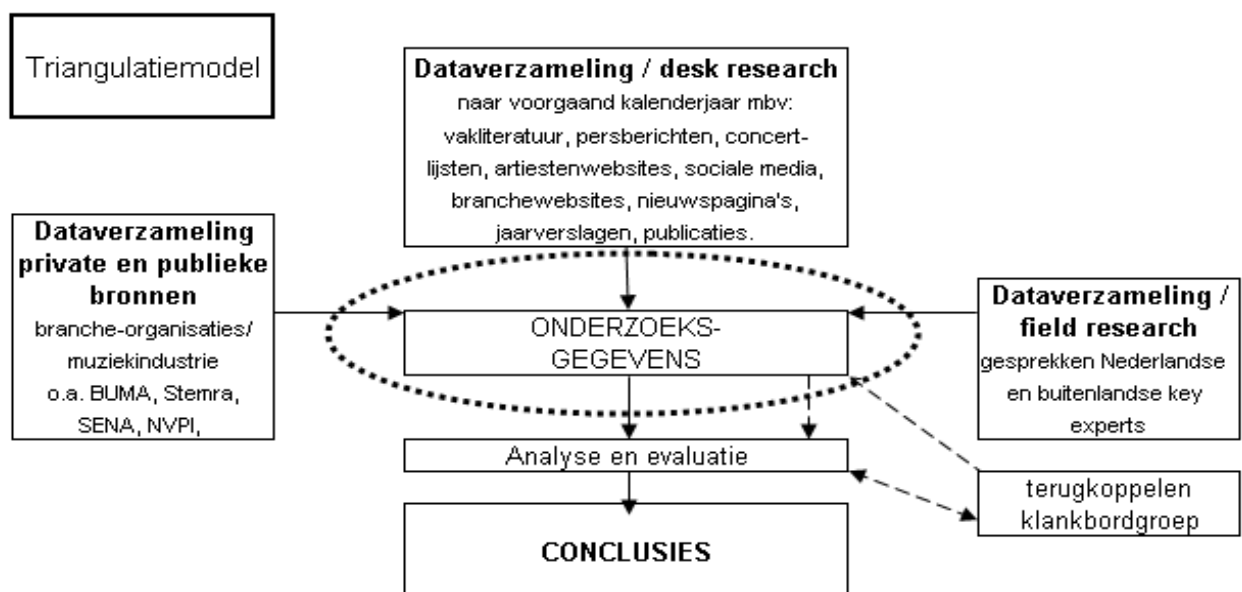 Triangulatiemodel
Dataverzameling / desk research
naar voorgaand kalenderjaar mbv:
vakliteratuur, persberichten, concert-
lijsten, artiestenwebsites, sociale media,
branchewebsites, nieuwspagina's,
jaarverslagen, publicaties.
Dataverzameling
private en publieke
bronnen
branche-organisaties/
muziekindustrie
o.a. BUMA, Stemra,
SENA, NVPI,
ONDERZOEKS-
GEGEVENS
Dataverzameling /
field research
gesprekken Nederlandse
en buitenlandse key
experts
Analyse en evaluatie
terugkoppelen
klankbordgroep
CONCLUSIES